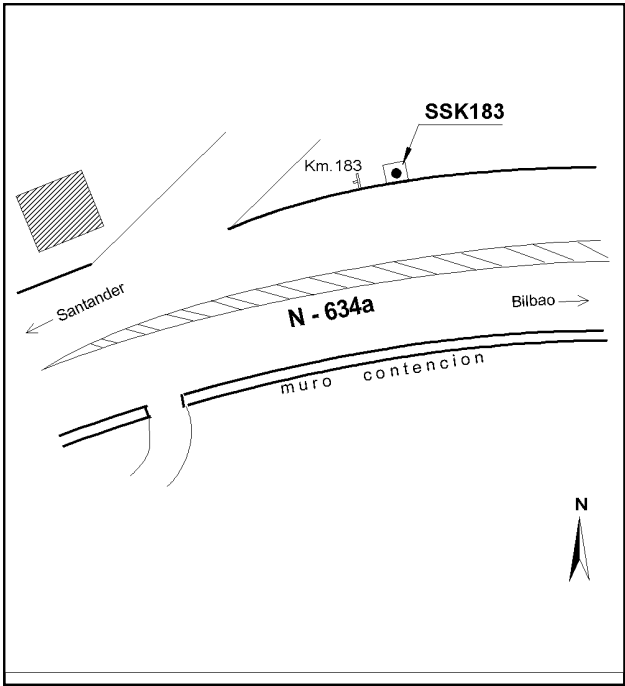 SSK183
Km.183
Santander
N - 634a
Bilbao
muro contencion
N